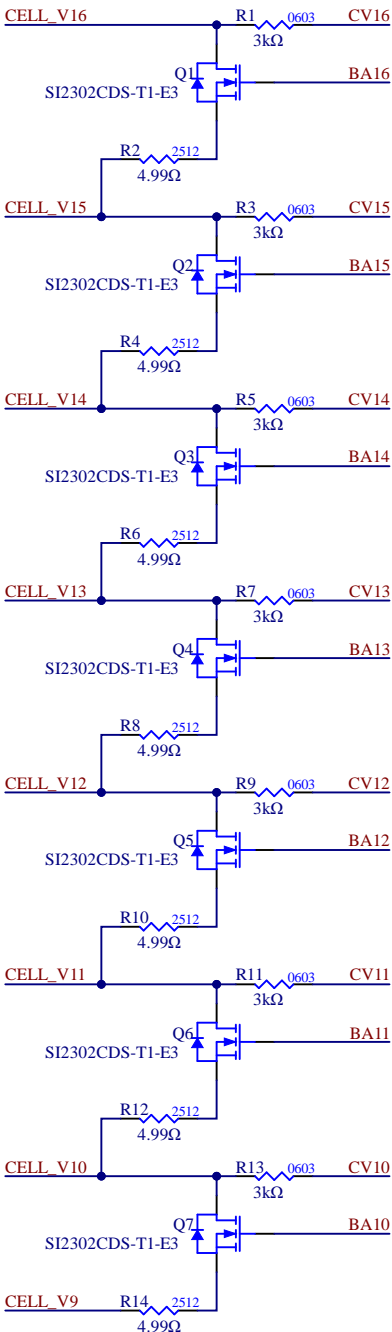 CELL_V16 R1 0603 CV16
3kΩ
Q1 BA16
SI2302CDS-T1-E3
R2 2512
4.99Ω
CELL_V15 R3 0603 CV15
3kΩ
Q2 BA15
SI2302CDS-T1-E3
R4 2512
4.99Ω
CELL_V14 R5 0603 CV14
3kΩ
Q3 BA14
SI2302CDS-T1-E3
R6 2512
4.99Ω
CELL_V13 R7 0603 CV13
3kΩ
Q4 BA13
SI2302CDS-T1-E3
R8 2512
4.99Ω
CELL_V12 R9 0603 CV12
3kΩ
Q5 BA12
SI2302CDS-T1-E3
R10 2512
4.99Ω
CELL_V11 R11 0603 CV11
3kΩ
Q6 BA11
SI2302CDS-T1-E3
R12 2512
4.99Ω
CELL_V10 R13 0603 CV10
3kΩ
Q7 BA10
SI2302CDS-T1-E3
CELL_V9 R14 2512
4.99Ω